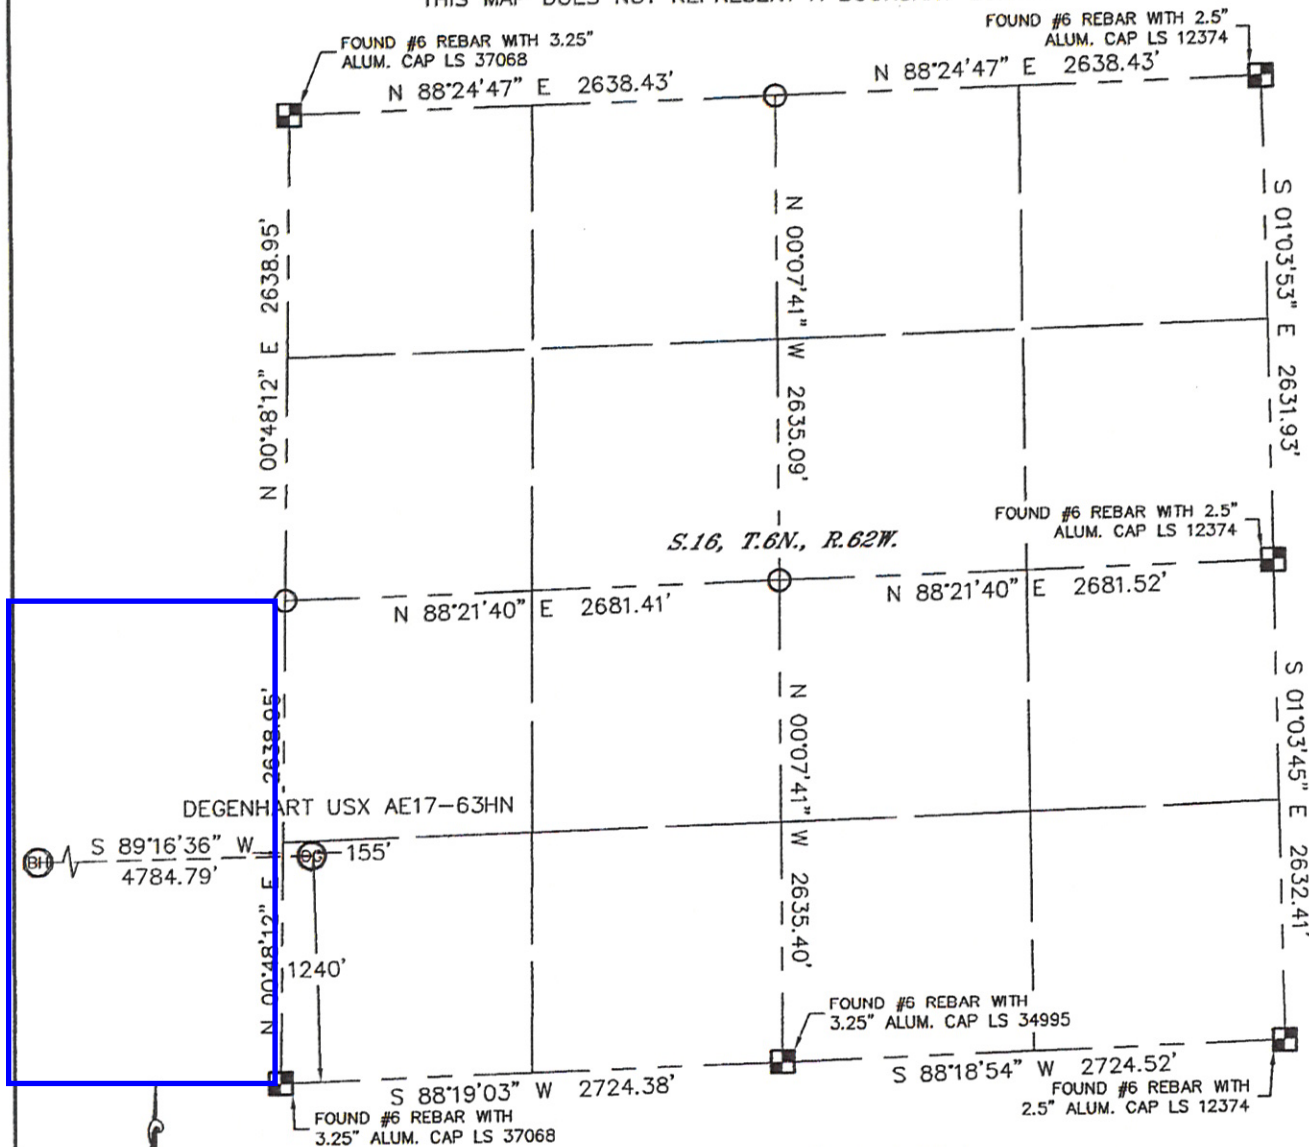 FOUND #6 REBAR WITH 3.25"
ALUM. CAP LS 37068
FOUND #6 REBAR WITH 2.5"
ALUM. CAP LS 12374
N 88°24'47" E 2638.43'
N 88°24'47" E 2638.43'
N 00°48'12" E 2638.95'
N 00°07'41" W 2635.09'
S 01°03'53" E 2631.93'
FOUND #6 REBAR WITH 2.5"
ALUM. CAP LS 12374
S.16, T.6N., R.62W.
N 88°21'40" E 2681.41'
N 88°21'40" E 2681.52'
N 00°48'12" E 2638.95'
N 00°07'41" W 2635.40'
S 01°03'45" E 2632.41'
DEGENHART USX AE17-63HN
BH
S 89°16'36" W
4784.79'
155'
1240'
FOUND #6 REBAR WITH
3.25" ALUM. CAP LS 34995
S 88°19'03" W 2724.38'
S 88°18'54" W 2724.52'
FOUND #6 REBAR WITH
3.25" ALUM. CAP LS 37068
FOUND #6 REBAR WITH
2.5" ALUM. CAP LS 12374